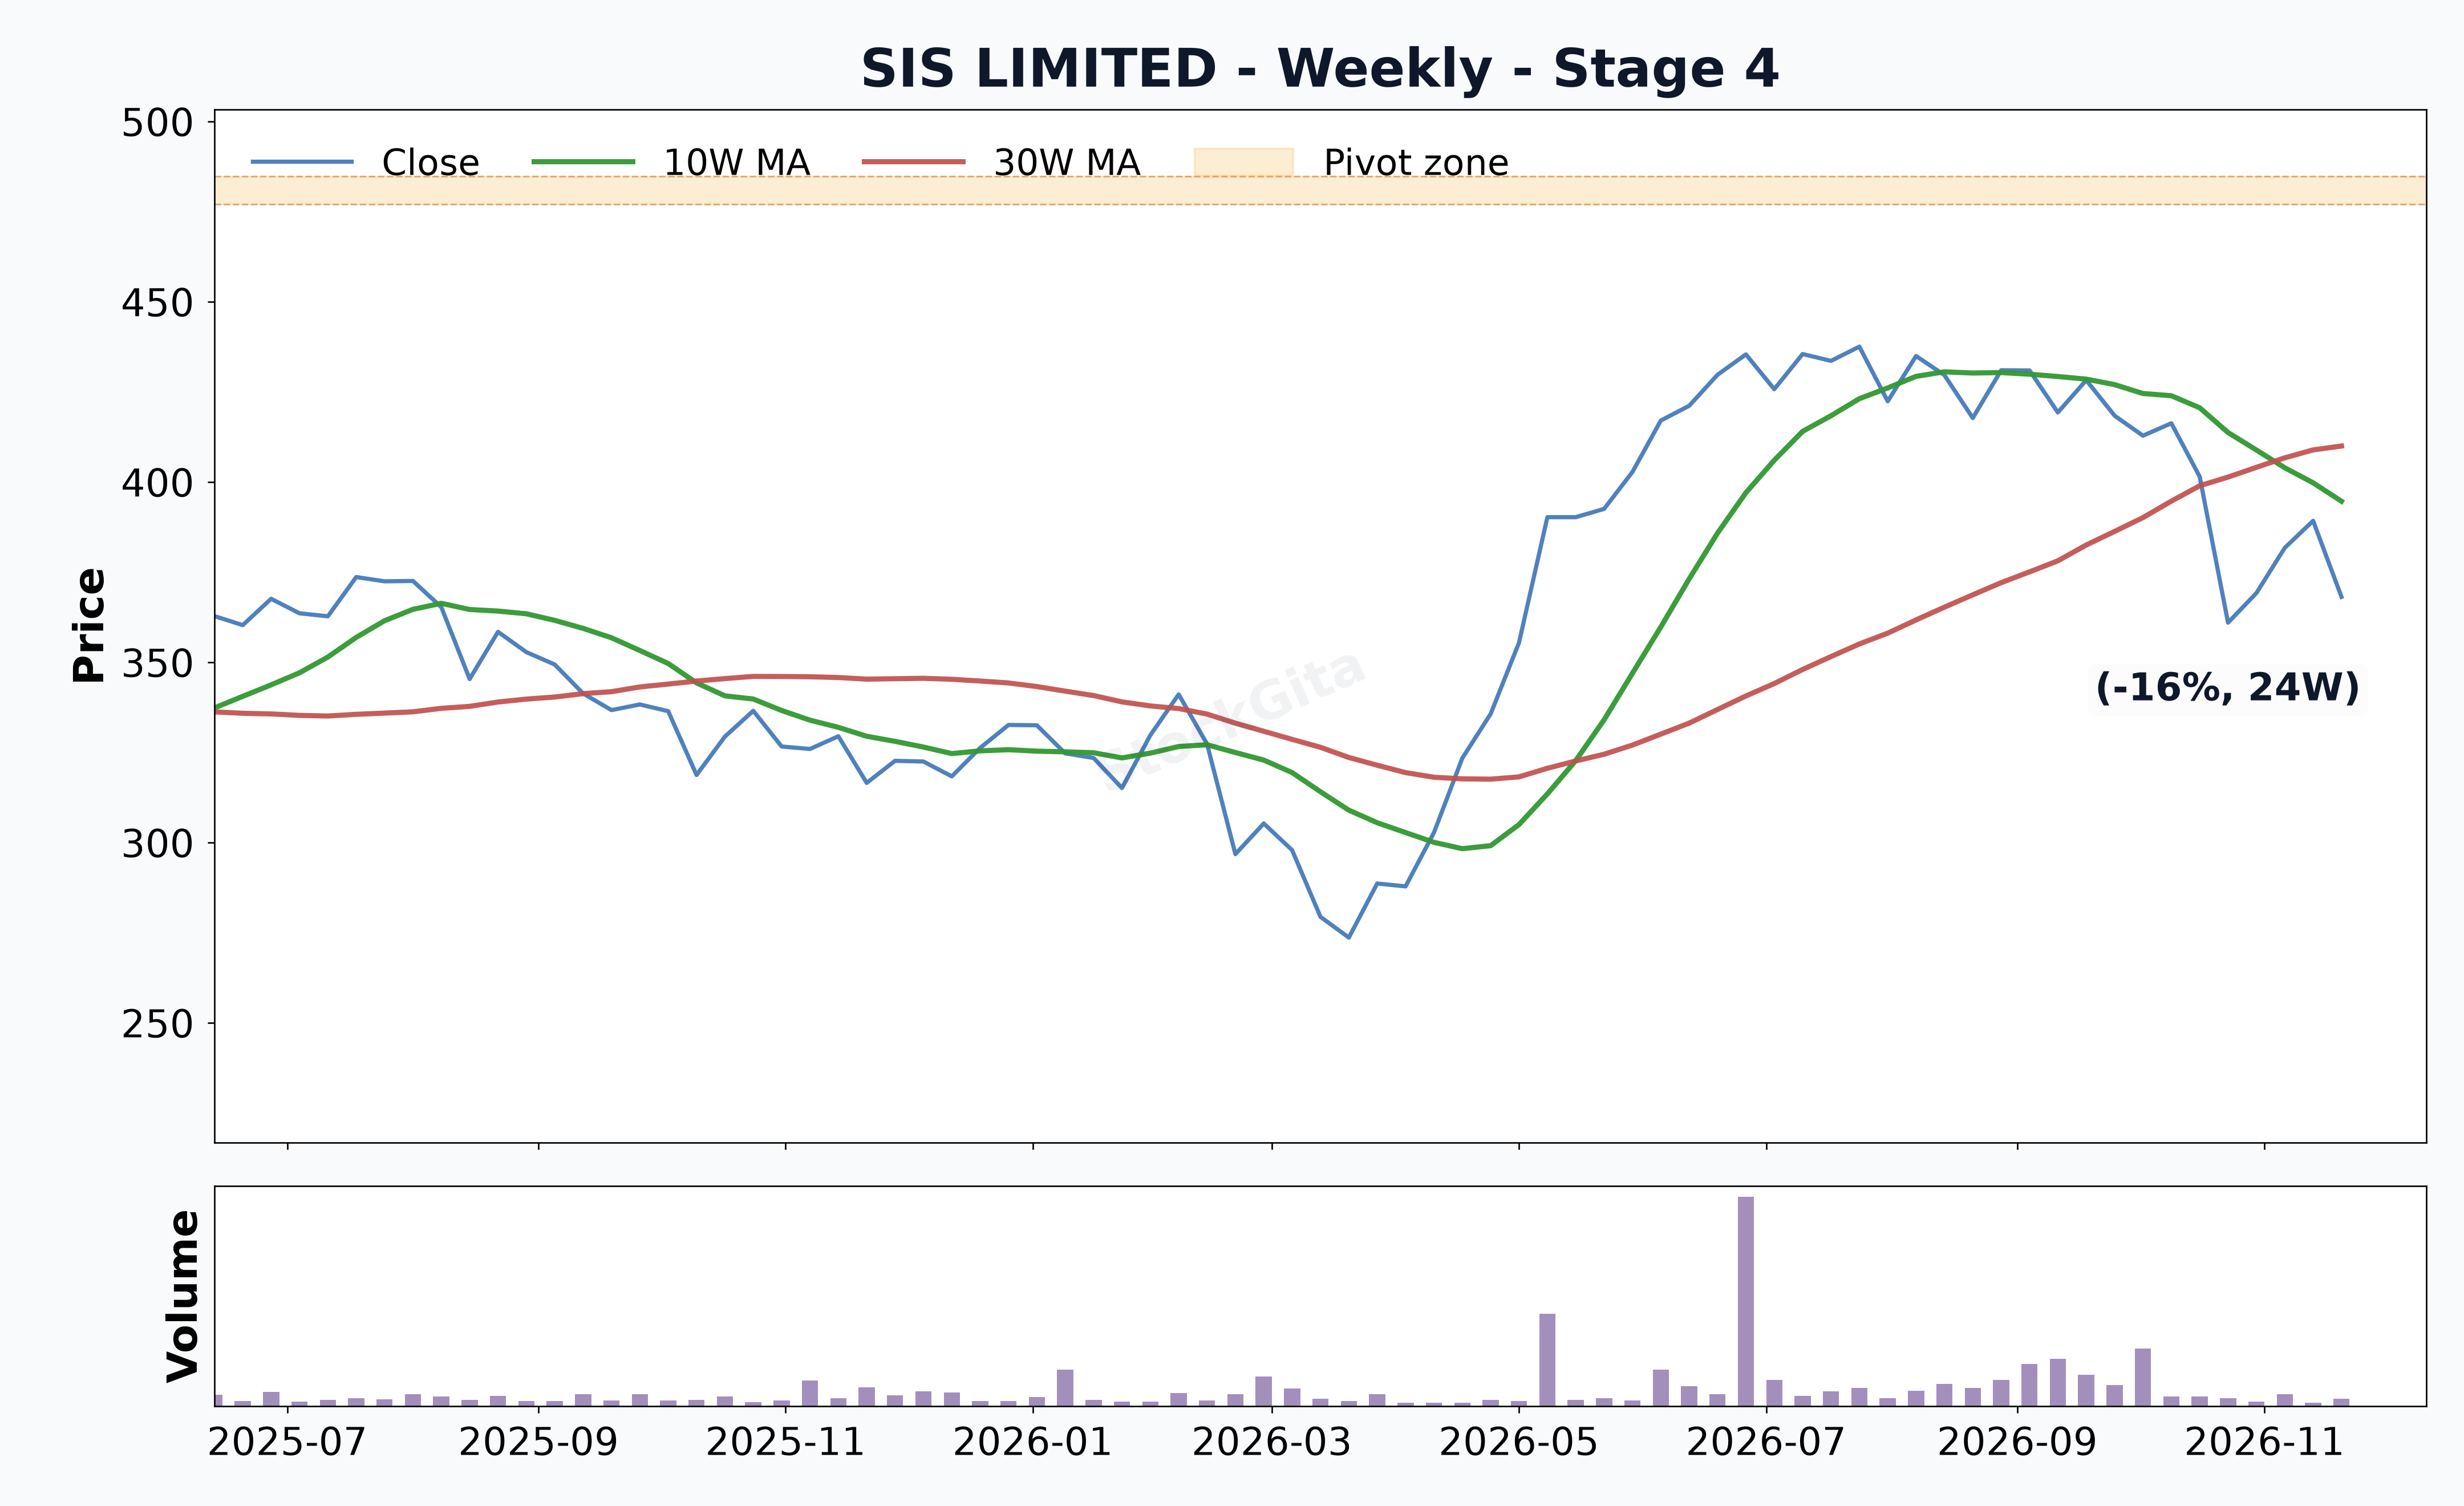 SIS LIMITED - Weekly - Stage 4
Close 10W MA 30W MA Pivot zone
500
450
400
350
300
250
Price
StockGita
(-16%, 24W)
Volume
2025-07 2025-09 2025-11 2026-01 2026-03 2026-05 2026-07 2026-09 2026-11